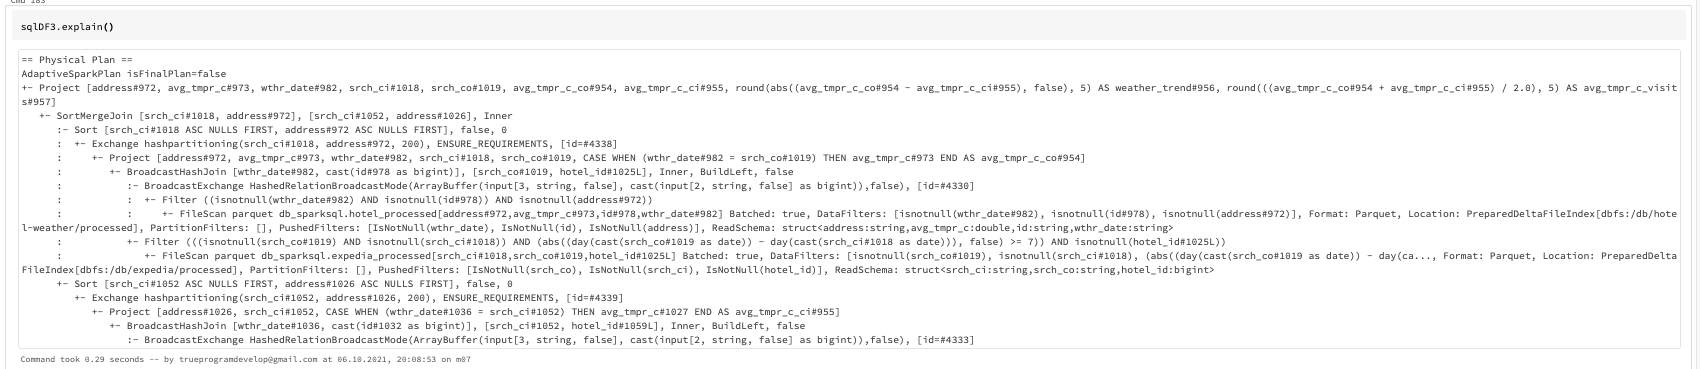 Cmd 183
sqlDF3.explain()
== Physical Plan ==
AdaptiveSparkPlan isFinalPlan=false
+- Project [address#972, avg_tmpr_c#973, wthr_date#982, srch_ci#1018, srch_co#1019, avg_tmpr_c_co#954, avg_tmpr_c_ci#955, round(abs((avg_tmpr_c_co#954 - avg_tmpr_c_ci#955), false), 5) AS weather_trend#956, round(((avg_tmpr_c_co#954 + avg_tmpr_c_ci#955) / 2.0), 5) AS avg_tmpr_c_visit
s#957]
+- SortMergeJoin [srch_ci#1018, address#972], [srch_ci#1052, address#1026], Inner
:- Sort [srch_ci#1018 ASC NULLS FIRST, address#972 ASC NULLS FIRST], false, 0
: +- Exchange hashpartitioning(srch_ci#1018, address#972, 200), ENSURE_REQUIREMENTS, [id=#4338]
: +- Project [address#972, avg_tmpr_c#973, wthr_date#982, srch_ci#1018, srch_co#1019, CASE WHEN (wthr_date#982 = srch_co#1019) THEN avg_tmpr_c#973 END AS avg_tmpr_c_co#954]
: +- BroadcastHashJoin [wthr_date#982, cast(id#978 as bigint)], [srch_co#1019, hotel_id#1025L], Inner, BuildLeft, false
: :- BroadcastExchange HashedRelationBroadcastMode(ArrayBuffer(input[3, string, false], cast(input[2, string, false] as bigint)),false), [id=#4330]
: : +- Filter ((isnotnull(wthr_date#982) AND isnotnull(id#978)) AND isnotnull(address#972))
: : +- FileScan parquet db_sparksql.hotel_processed[address#972,avg_tmpr_c#973,id#978,wthr_date#982] Batched: true, DataFilters: [isnotnull(wthr_date#982), isnotnull(id#978), isnotnull(address#972)], Format: Parquet, Location: PreparedDeltaFileIndex[dbfs:/db/hote
l-weather/processed], PartitionFilters: [], PushedFilters: [IsNotNull(wthr_date), IsNotNull(id), IsNotNull(address)], ReadSchema: struct<address:string,avg_tmpr_c:double,id:string,wthr_date:string>
: +- Filter (((isnotnull(srch_co#1019) AND isnotnull(srch_ci#1018)) AND (abs((day(cast(srch_co#1019 as date)) - day(cast(srch_ci#1018 as date))), false) >= 7)) AND isnotnull(hotel_id#1025L))
: +- FileScan parquet db_sparksql.expedia_processed[srch_ci#1018,srch_co#1019,hotel_id#1025L] Batched: true, DataFilters: [isnotnull(srch_co#1019), isnotnull(srch_ci#1018), (abs((day(cast(srch_co#1019 as date)) - day(ca..., Format: Parquet, Location: PreparedDelta
FileIndex[dbfs:/db/expedia/processed], PartitionFilters: [], PushedFilters: [IsNotNull(srch_co), IsNotNull(srch_ci), IsNotNull(hotel_id)], ReadSchema: struct<srch_ci:string,srch_co:string,hotel_id:bigint>
+- Sort [srch_ci#1052 ASC NULLS FIRST, address#1026 ASC NULLS FIRST], false, 0
+- Exchange hashpartitioning(srch_ci#1052, address#1026, 200), ENSURE_REQUIREMENTS, [id=#4339]
+- Project [address#1026, srch_ci#1052, CASE WHEN (wthr_date#1036 = srch_ci#1052) THEN avg_tmpr_c#1027 END AS avg_tmpr_c_ci#955]
+- BroadcastHashJoin [wthr_date#1036, cast(id#1032 as bigint)], [srch_ci#1052, hotel_id#1059L], Inner, BuildLeft, false
:- BroadcastExchange HashedRelationBroadcastMode(ArrayBuffer(input[3, string, false], cast(input[2, string, false] as bigint)),false), [id=#4333]
Command took 0.29 seconds -- by trueprogramdevelop@gmail.com at 06.10.2021, 20:08:53 on m07